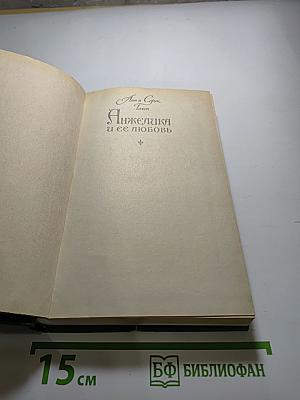 Анн и Серж
Голон
АНЖЕЛИКА
И ЕЕ ЛЮБОВЬ
15 см
БФ БИБЛИОФАН